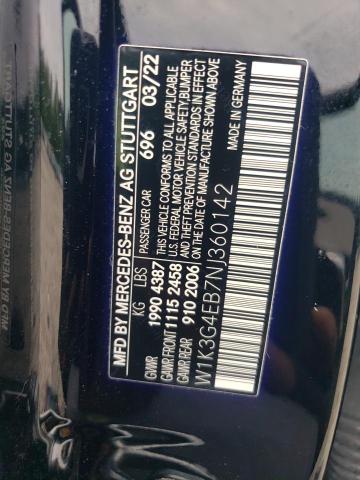 MFD BY MERCEDES-BENZ AG STUTTGART
KG LBS PASSENGER CAR 696 03/22
GVWR 1990 4387 THIS VEHICLE CONFORMS TO ALL APPLICABLE
GAWR FRONT 1115 2458 U.S. FEDERAL MOTOR VEHICLE SAFETY, BUMPER
GAWR REAR 910 2006 & THEFT PREVENTION STANDARDS IN EFFECT
ON THE DATE OF MANUFACTURE SHOWN ABOVE
W1K3G4EB7NJ360142 MADE IN GERMANY